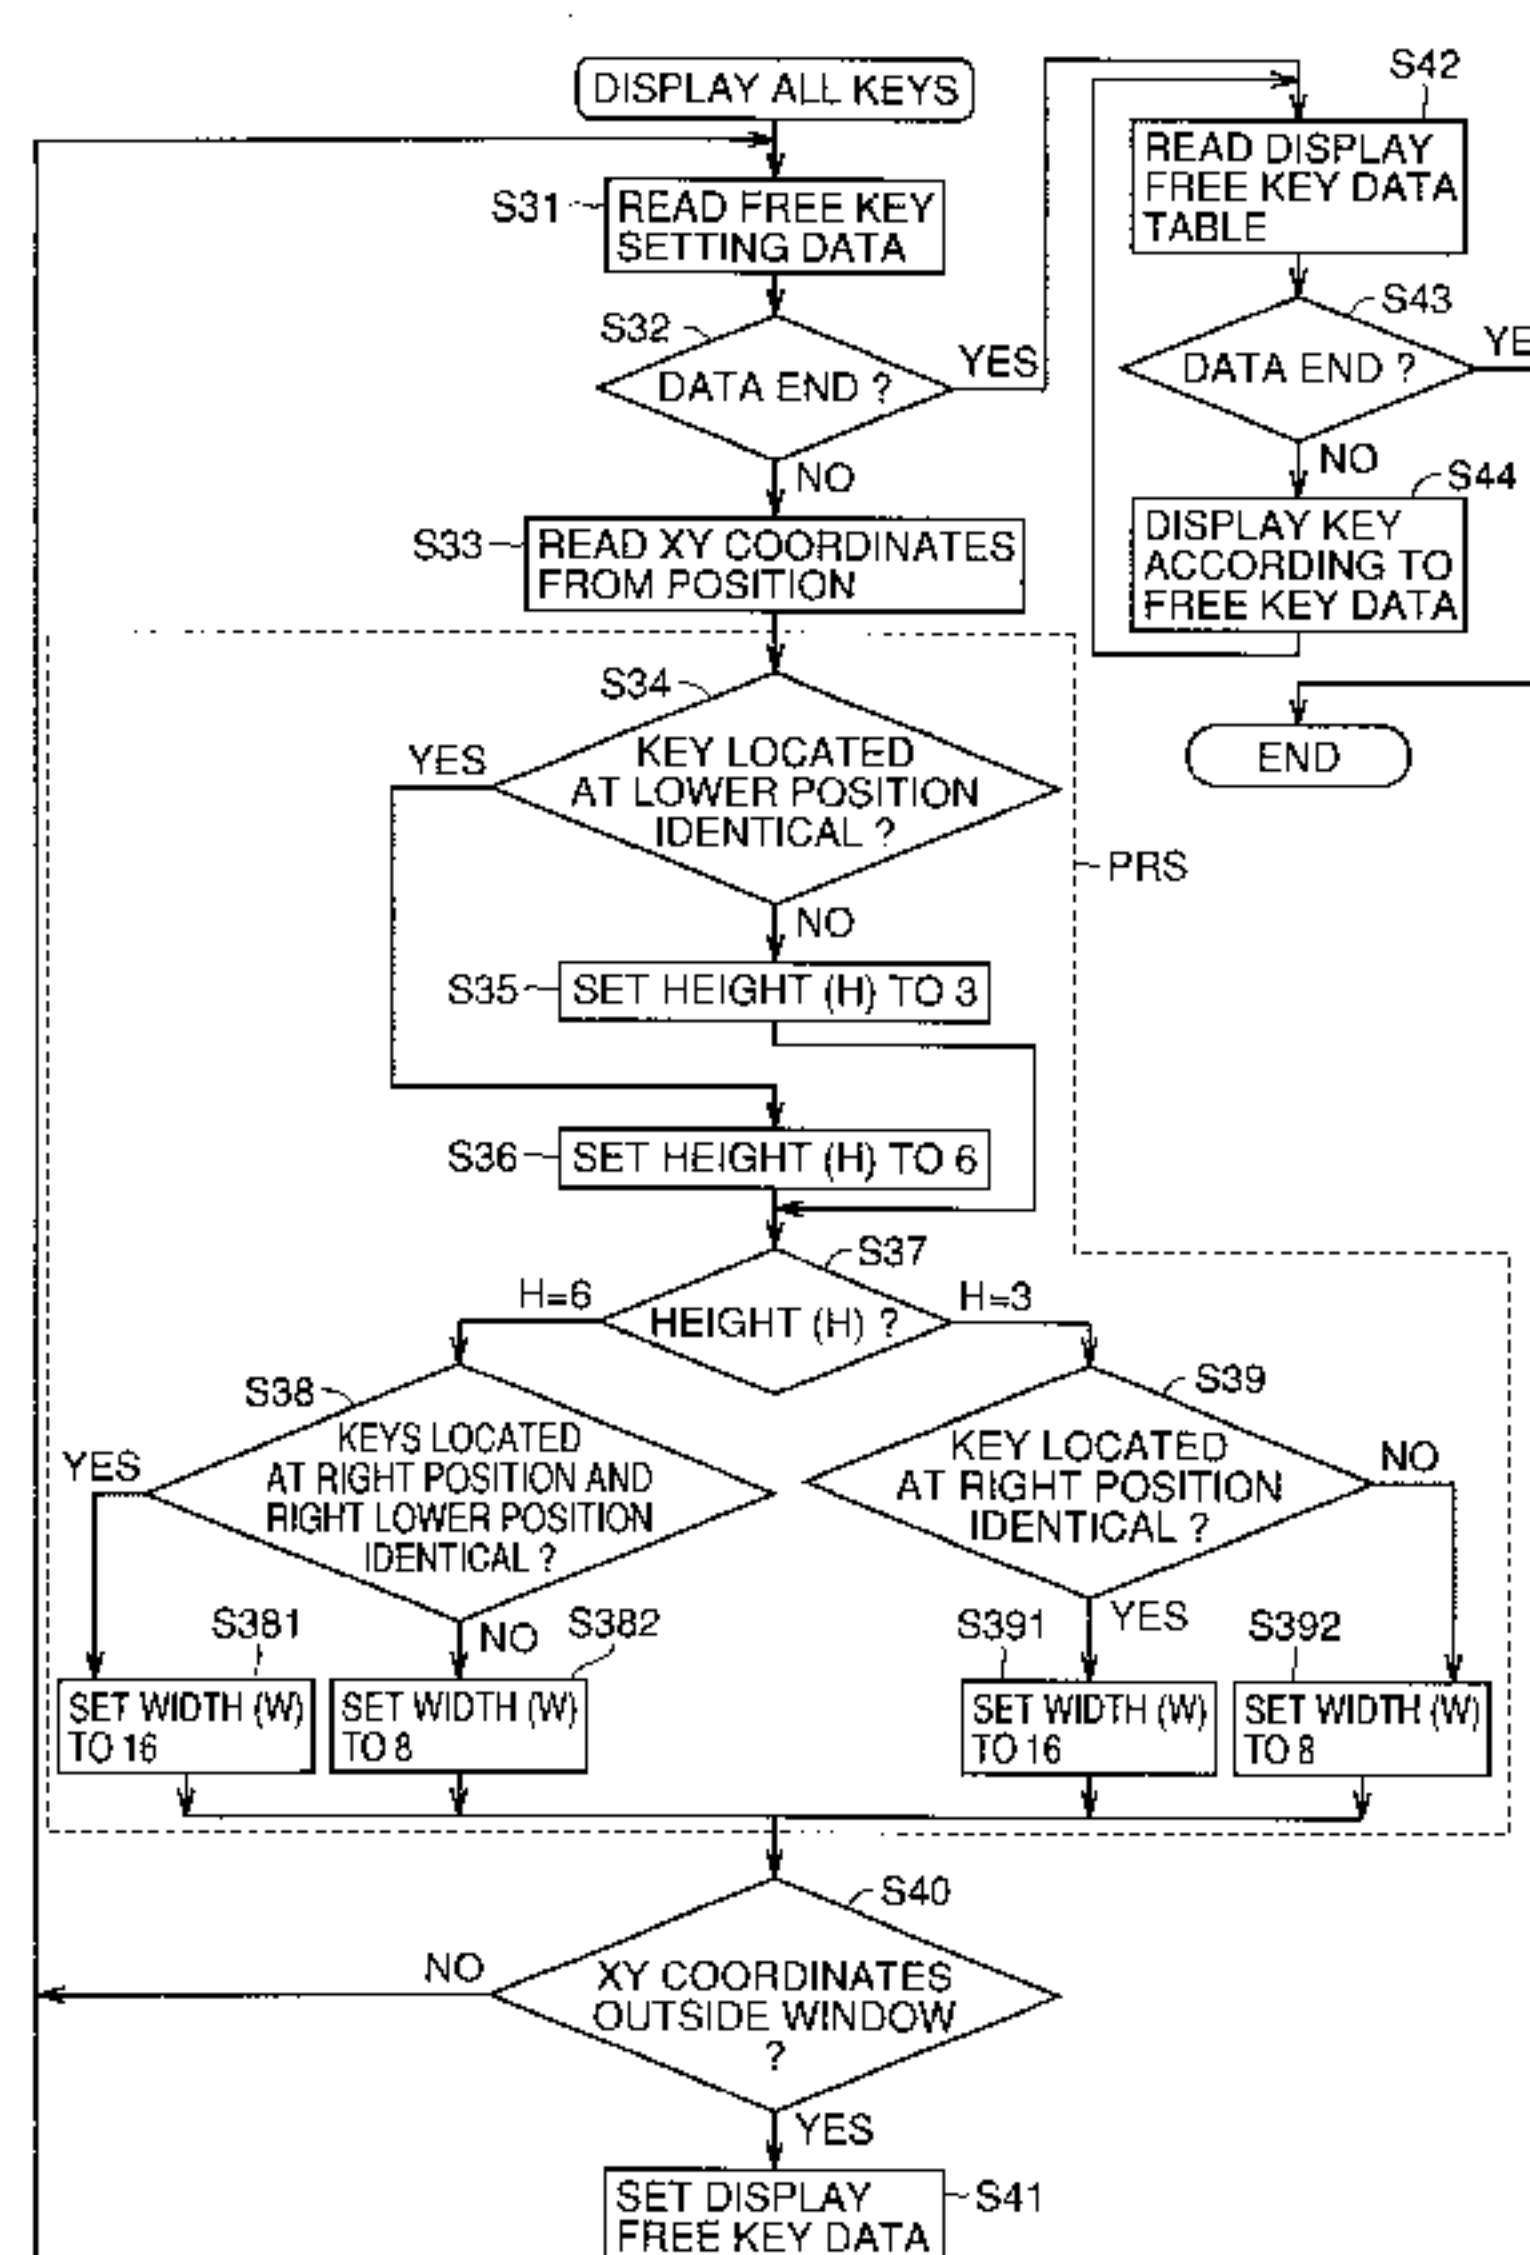 DISPLAY ALL KEYS
S31
READ FREE KEY
SETTING DATA
S32
DATA END ?
YES
NO
S33
READ XY COORDINATES
FROM POSITION
S34
KEY LOCATED
AT LOWER POSITION
IDENTICAL ?
YES
NO
PRS
S35
SET HEIGHT (H) TO 3
S36
SET HEIGHT (H) TO 6
S37
HEIGHT (H) ?
H=6
H=3
S38
KEYS LOCATED
AT RIGHT POSITION AND
RIGHT LOWER POSITION
IDENTICAL ?
YES
NO
S39
KEY LOCATED
AT RIGHT POSITION
IDENTICAL ?
NO
YES
S381
SET WIDTH (W)
TO 16
S382
SET WIDTH (W)
TO 8
S391
SET WIDTH (W)
TO 16
S392
SET WIDTH (W)
TO 8
S40
XY COORDINATES
OUTSIDE WINDOW
?
NO
YES
S41
SET DISPLAY
FREE KEY DATA
S42
READ DISPLAY
FREE KEY DATA
TABLE
S43
DATA END ?
YE
NO
S44
DISPLAY KEY
ACCORDING TO
FREE KEY DATA
END